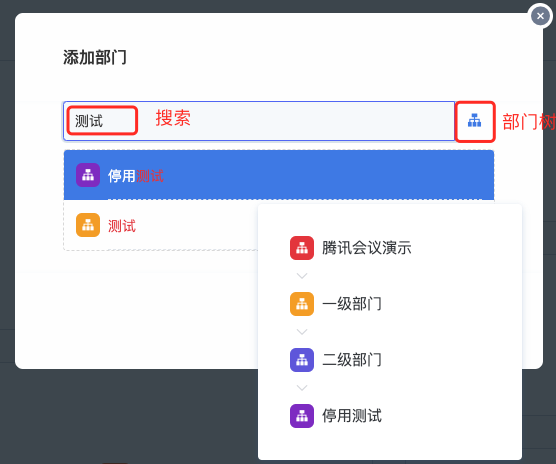 添加部门
测试
搜索
部门树
停用测试
测试
腾讯会议演示
一级部门
二级部门
停用测试